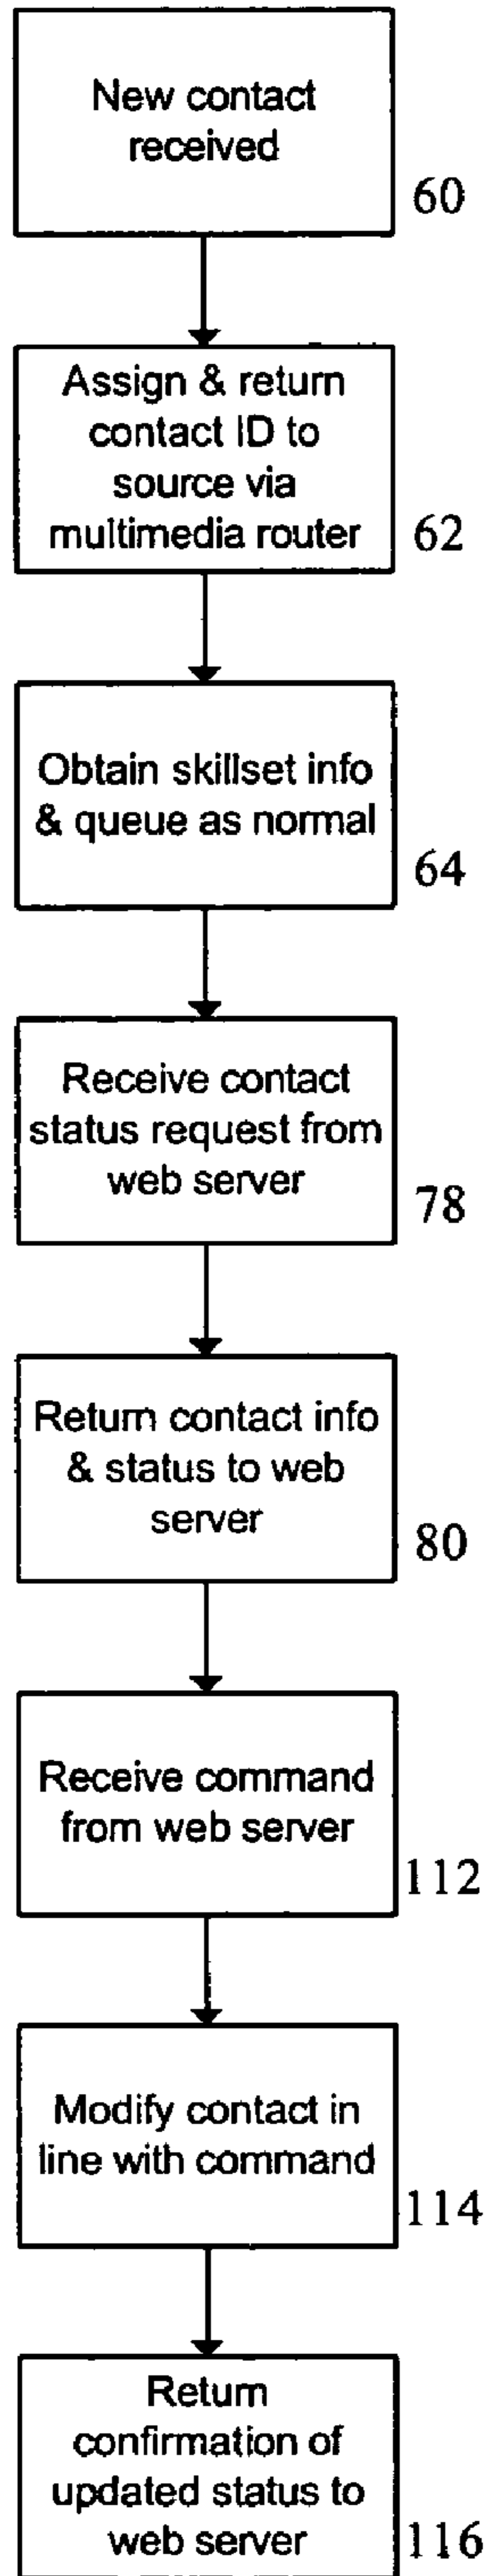 New contact
received
60
Assign & return
contact ID to
source via
multimedia router
62
Obtain skillset info
& queue as normal
64
Receive contact
status request from
web server
78
Return contact info
& status to web
server
80
Receive command
from web server
112
Modify contact in
line with command
114
Return
confirmation of
updated status to
web server
116